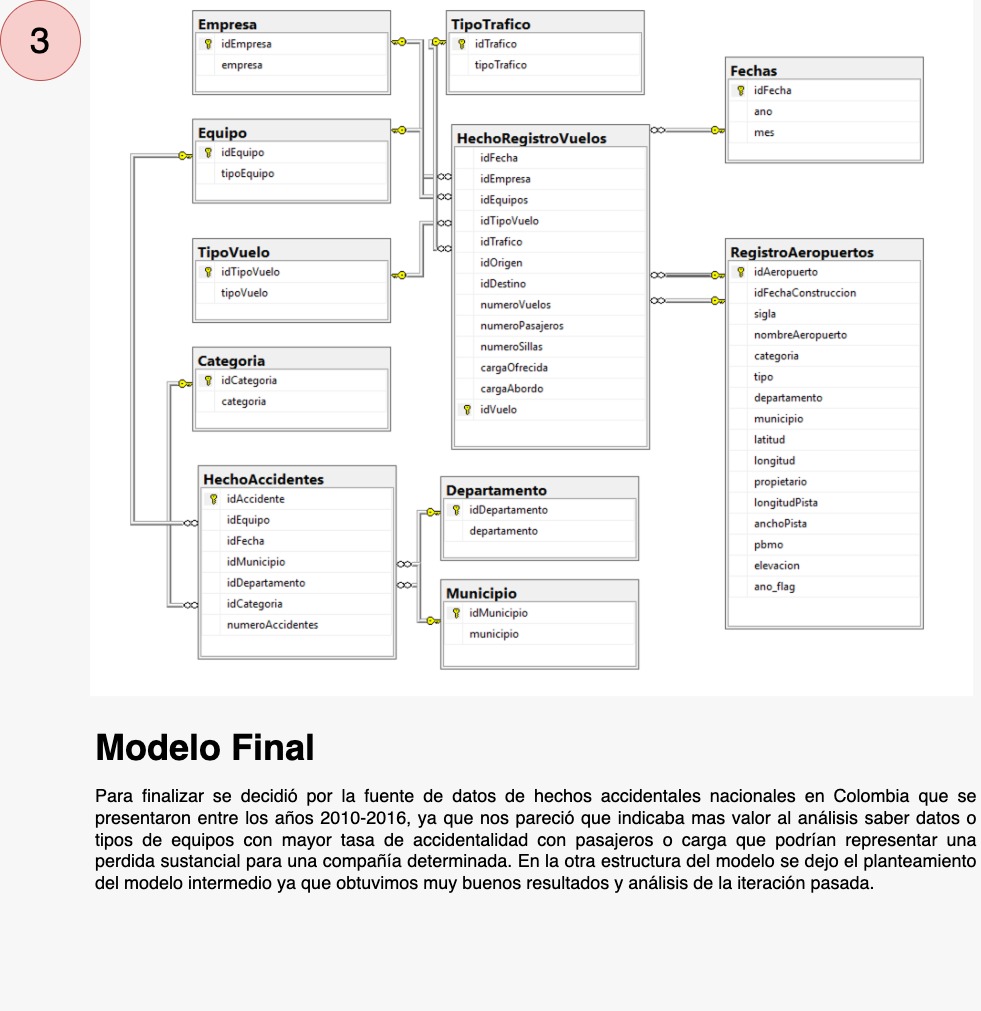 3
Empresa
idEmpresa
empresa
TipoTrafico
idTrafico
tipoTrafico
Fechas
idFecha
ano
mes
Equipo
idEquipo
tipoEquipo
HechoRegistroVuelos
idFecha
idEmpresa
idEquipos
idTipoVuelo
idTrafico
idOrigen
idDestino
numeroVuelos
numeroPasajeros
numeroSillas
cargaOfrecida
cargaAbordo
idVuelo
TipoVuelo
idTipoVuelo
tipoVuelo
RegistroAeropuertos
idAeropuerto
idFechaConstruccion
sigla
nombreAeropuerto
categoria
tipo
departamento
municipio
latitud
longitud
propietario
longitudPista
anchoPista
pbmo
elevacion
ano_flag
Categoria
idCategoria
categoria
HechoAccidentes
idAccidente
idEquipo
idFecha
idMunicipio
idDepartamento
idCategoria
numeroAccidentes
Departamento
idDepartamento
departamento
Municipio
idMunicipio
municipio
Modelo Final
Para finalizar se decidió por la fuente de datos de hechos accidentales nacionales en Colombia que se
presentaron entre los años 2010-2016, ya que nos pareció que indicaba mas valor al análisis saber datos o
tipos de equipos con mayor tasa de accidentalidad con pasajeros o carga que podrían representar una
perdida sustancial para una compañía determinada. En la otra estructura del modelo se dejo el planteamiento
del modelo intermedio ya que obtuvimos muy buenos resultados y análisis de la iteración pasada.